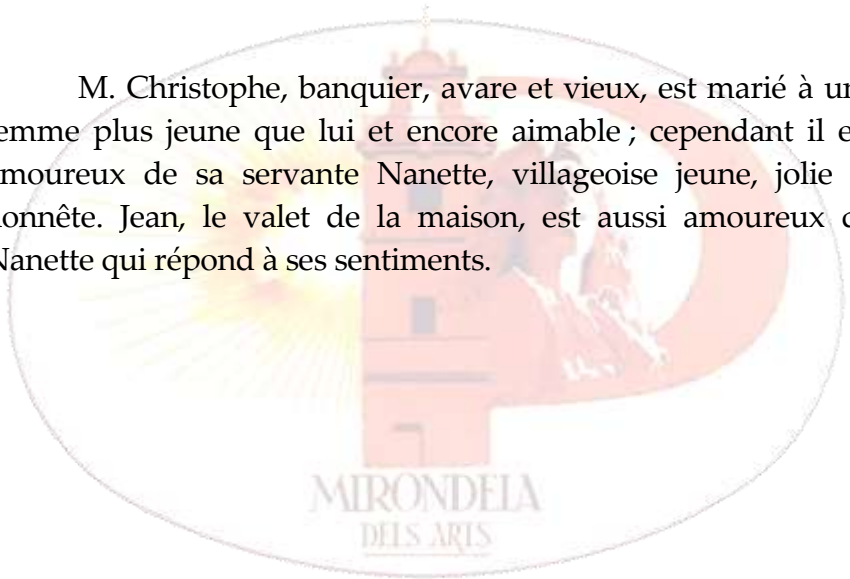 M. Christophe, banquier, avare et vieux, est marié à un
emme plus jeune que lui et encore aimable ; cependant il e
moureux de sa servante Nanette, villageoise jeune, jolie
onnête. Jean, le valet de la maison, est aussi amoureux d
Nanette qui répond à ses sentiments.
MIRONDELA
DELS ARTS